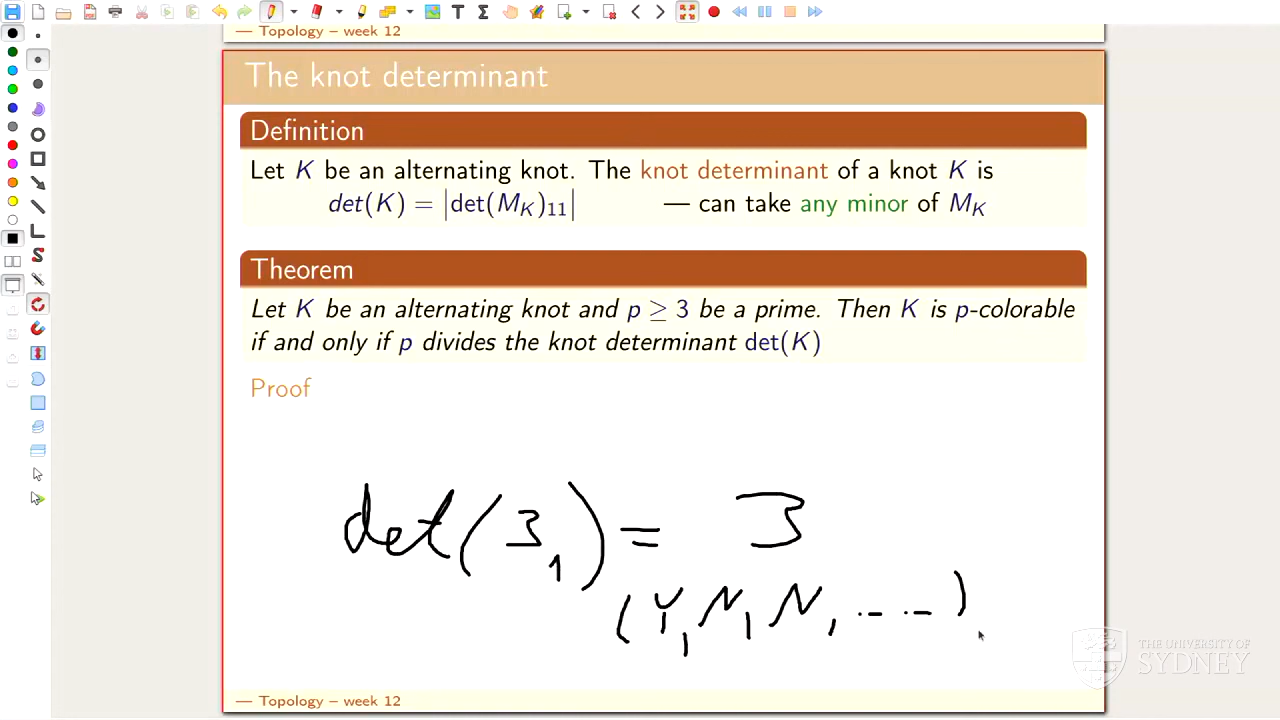 — Topology – week 12
The knot determinant
Definition
Let K be an alternating knot. The knot determinant of a knot K is
det(K) = |det(M_K)_11| — can take any minor of M_K
Theorem
Let K be an alternating knot and p ≥ 3 be a prime. Then K is p-colorable
if and only if p divides the knot determinant det(K)
Proof
det(3_1) = 3
(Y, N, N, ....)
THE UNIVERSITY OF
SYDNEY
— Topology – week 12